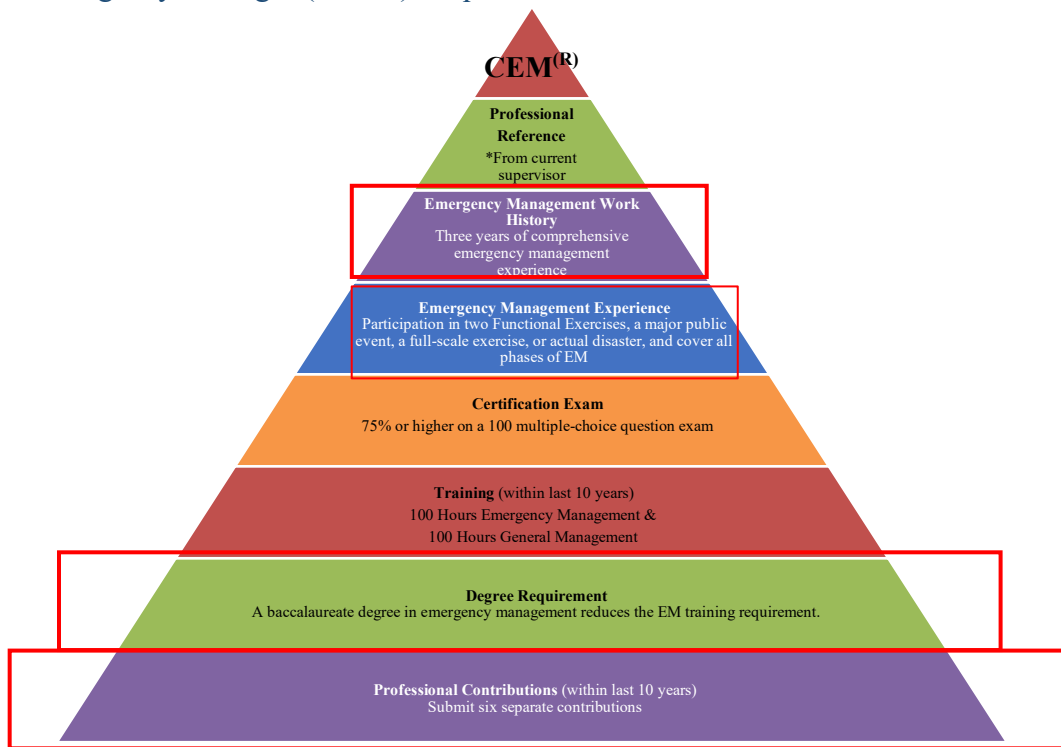 CEM(R)
Professional
Reference
*From current
supervisor
Emergency Management Work
History
Three years of comprehensive
emergency management
experience
Emergency Management Experience
Participation in two Functional Exercises, a major public
event, a full-scale exercise, or actual disaster, and cover all
phases of EM
Certification Exam
75% or higher on a 100 multiple-choice question exam
Training (within last 10 years)
100 Hours Emergency Management &
100 Hours General Management
Degree Requirement
A baccalaureate degree in emergency management reduces the EM training requirement.
Professional Contributions (within last 10 years)
Submit six separate contributions